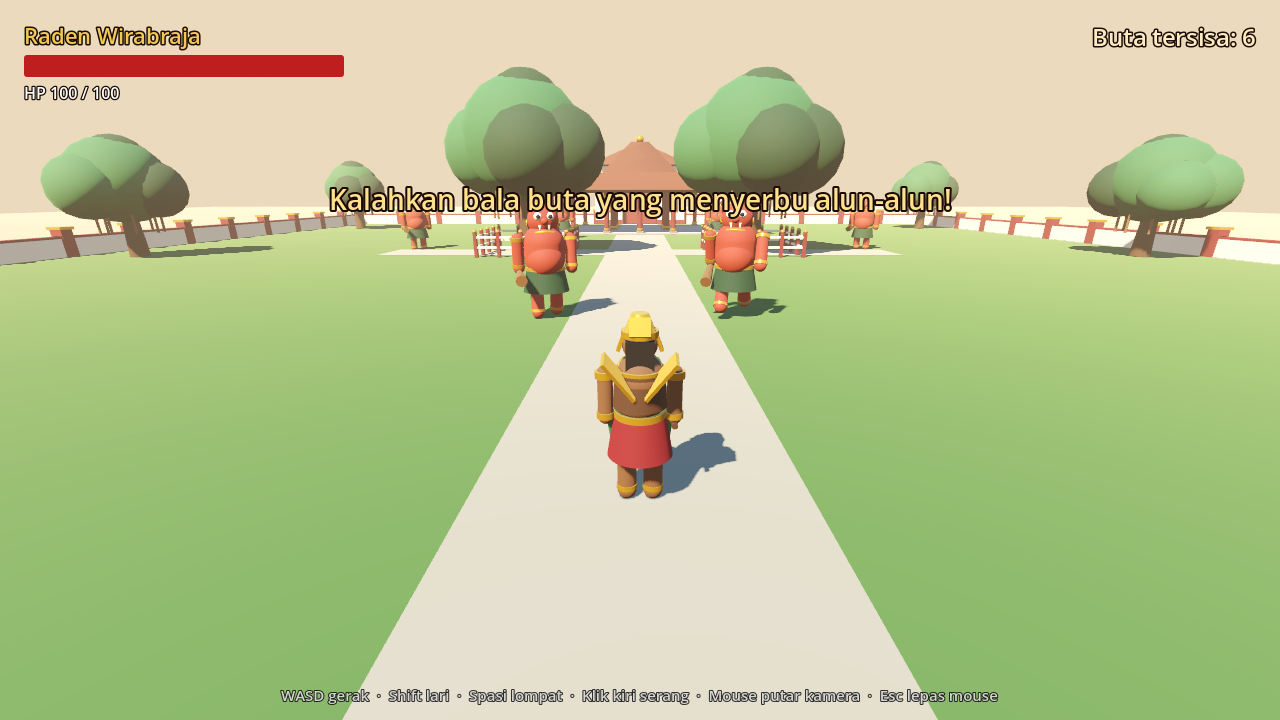 Raden Wirabraja
Buta tersisa: 6
HP 100 / 100
Kalahkan bala buta yang menyerbu alun-alun!
WASD gerak · Shift lari · Spasi lompat · Klik kiri serang · Mouse putar kamera · Esc lepas mouse